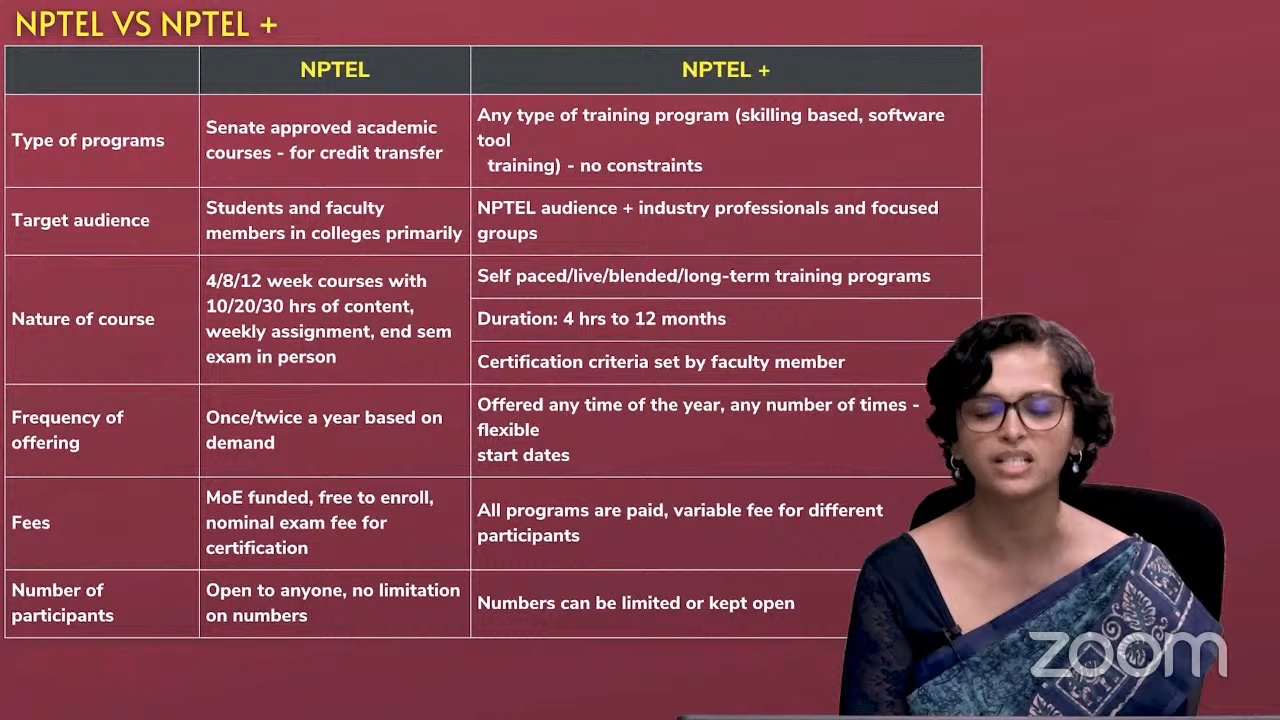 NPTEL VS NPTEL +
NPTEL
NPTEL +
Type of programs
Senate approved academic
courses - for credit transfer
Any type of training program (skilling based, software
tool
training) - no constraints
Target audience
Students and faculty
members in colleges primarily
NPTEL audience + industry professionals and focused
groups
Nature of course
4/8/12 week courses with
10/20/30 hrs of content,
weekly assignment, end sem
exam in person
Self paced/live/blended/long-term training programs
Duration: 4 hrs to 12 months
Certification criteria set by faculty member
Frequency of
offering
Once/twice a year based on
demand
Offered any time of the year, any number of times -
flexible
start dates
Fees
MoE funded, free to enroll,
nominal exam fee for
certification
All programs are paid, variable fee for different
participants
Number of
participants
Open to anyone, no limitation
on numbers
Numbers can be limited or kept open
zoom